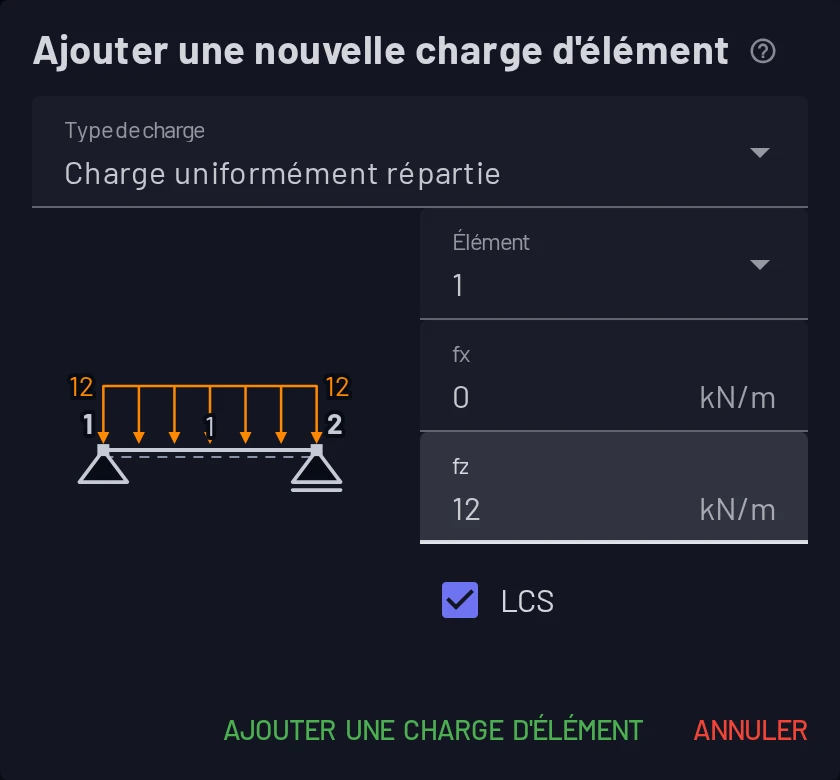 Ajouter une nouvelle charge d'élément ?
Type de charge
Charge uniformément répartie
Élément
1
fx
0 kN/m
fz
12 kN/m
12 12
1 1 2
LCS
AJOUTER UNE CHARGE D'ÉLÉMENT ANNULER